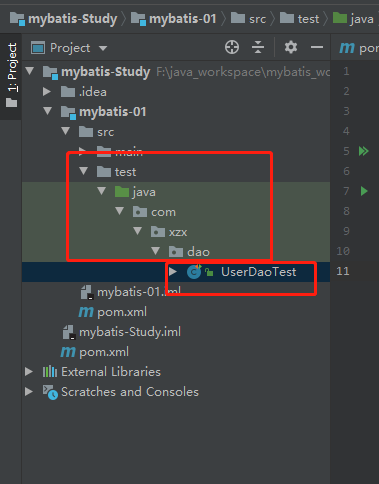 mybatis-Study mybatis-01 src test java
1: Project
Project
pom
mybatis-Study F:\java_workspace\mybatis_wo
.idea
mybatis-01
src
main
test
java
com
xzx
dao
UserDaoTest
mybatis-01.iml
pom.xml
mybatis-Study.iml
pom.xml
External Libraries
Scratches and Consoles
1
2
3
4
5
6
7
8
9
10
11